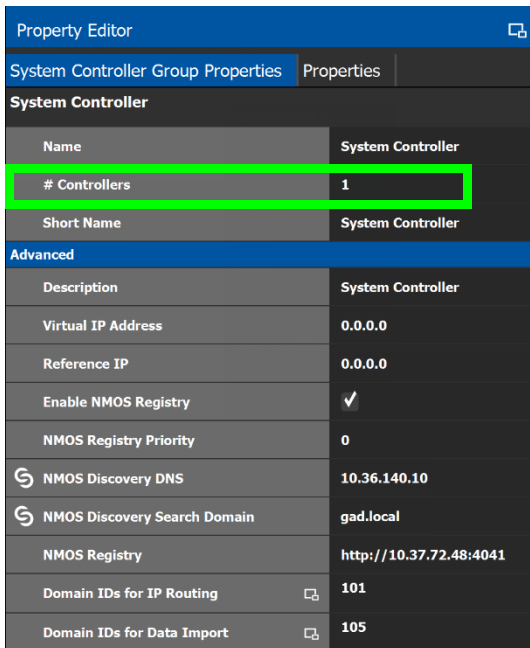 Property Editor
System Controller Group Properties Properties
System Controller
Name System Controller
# Controllers 1
Short Name System Controller
Advanced
Description System Controller
Virtual IP Address 0.0.0.0
Reference IP 0.0.0.0
Enable NMOS Registry
NMOS Registry Priority 0
NMOS Discovery DNS 10.36.140.10
NMOS Discovery Search Domain gad.local
NMOS Registry http://10.37.72.48:4041
Domain IDs for IP Routing 101
Domain IDs for Data Import 105